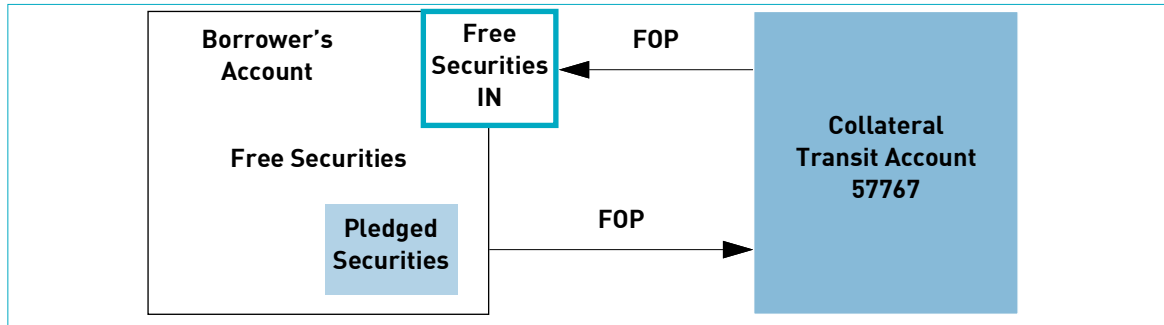 Borrower’s
Account
Free
Securities
IN
FOP
Free Securities
Collateral
Transit Account
57767
Pledged
Securities
FOP